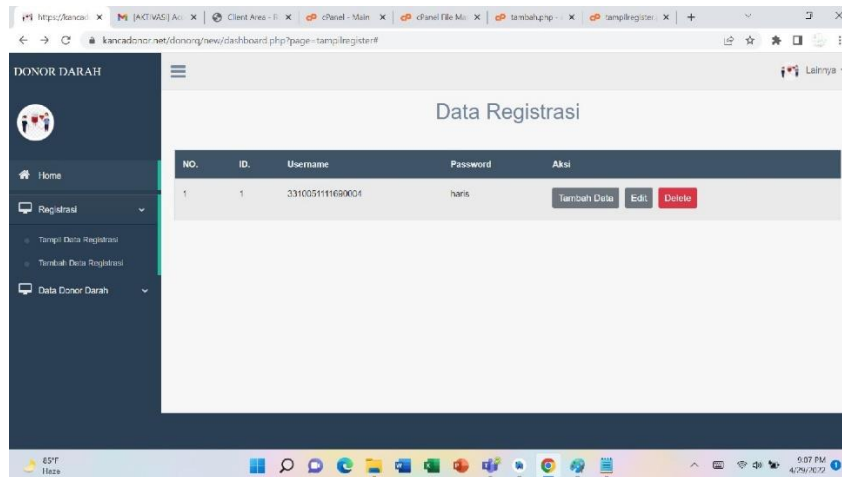 https://kancad
[AKTIVASI] Ac
Client Area -
cPanel - Main
cPanel File Ma
tambah.php -
tampilregister
kancadonor.net/donorq/new/dashboard.php?page=tampilregister#
DONOR DARAH
Lainnya
Data Registrasi
NO. ID. Username Password Aksi
1 1 3310051111690004 haris Tambah Data Edit Delete
Home
Registrasi
Tampil Data Registrasi
Tambah Data Registrasi
Data Donor Darah
85°F
Haze
9:07 PM
4/29/2022